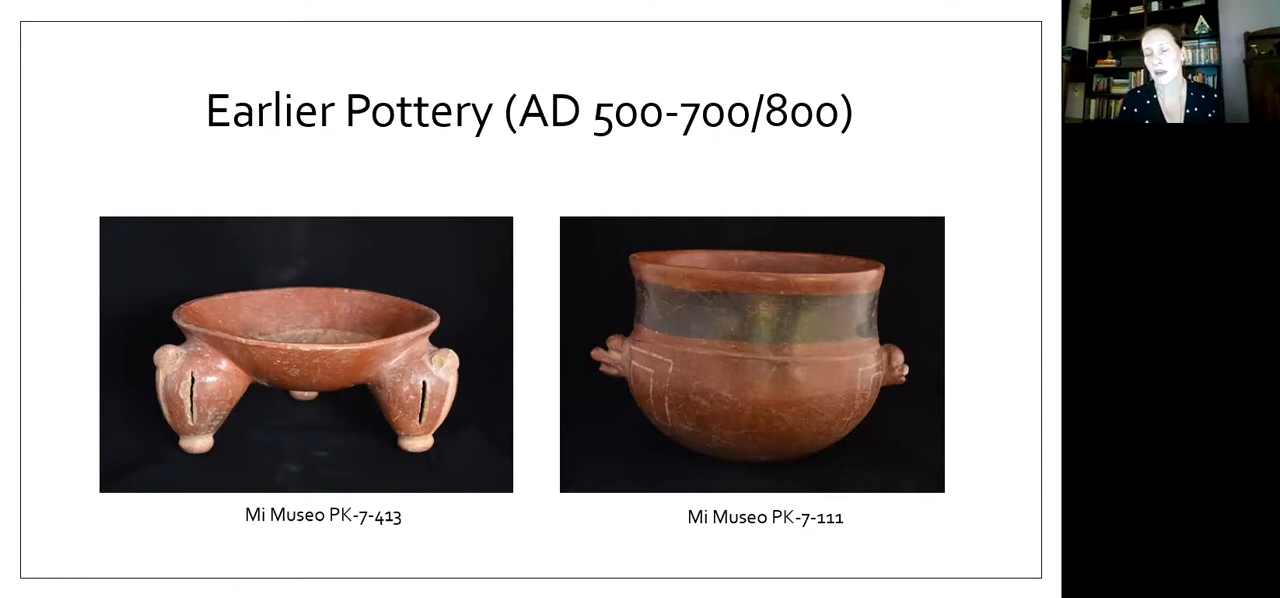 Earlier Pottery (AD 500-700/800)
Mi Museo PK-7-413
Mi Museo PK-7-111